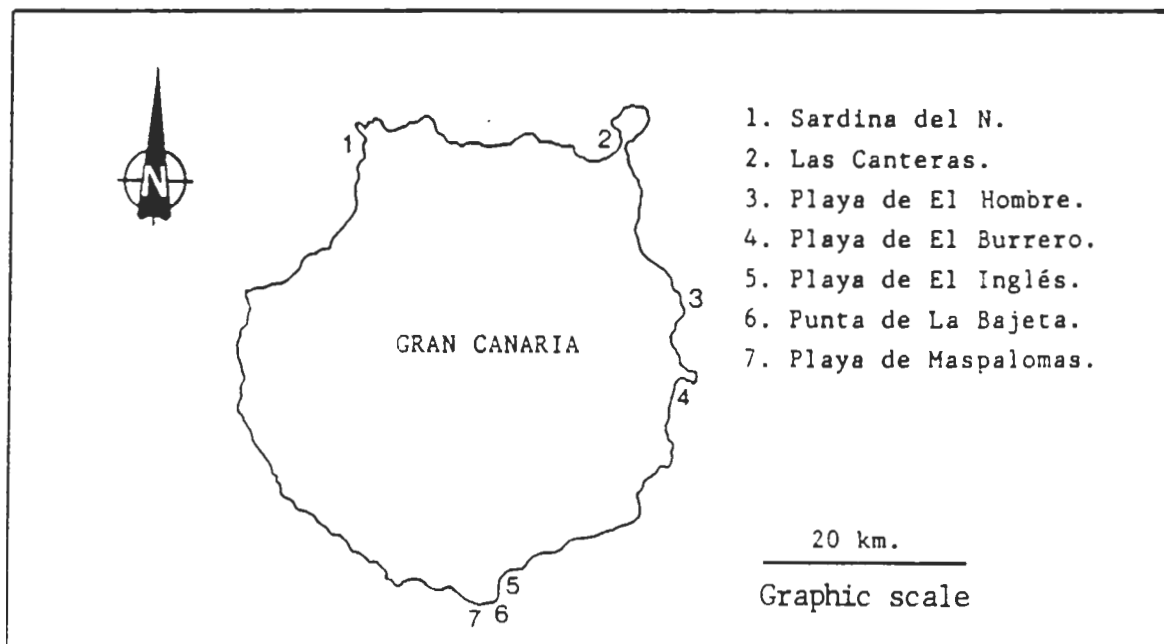 N
1
2
3
4
5
6
7
GRAN CANARIA
1. Sardina del N.
2. Las Canteras.
3. Playa de El Hombre.
4. Playa de El Burrero.
5. Playa de El Inglés.
6. Punta de La Bajeta.
7. Playa de Maspalomas.
20 km.
Graphic scale